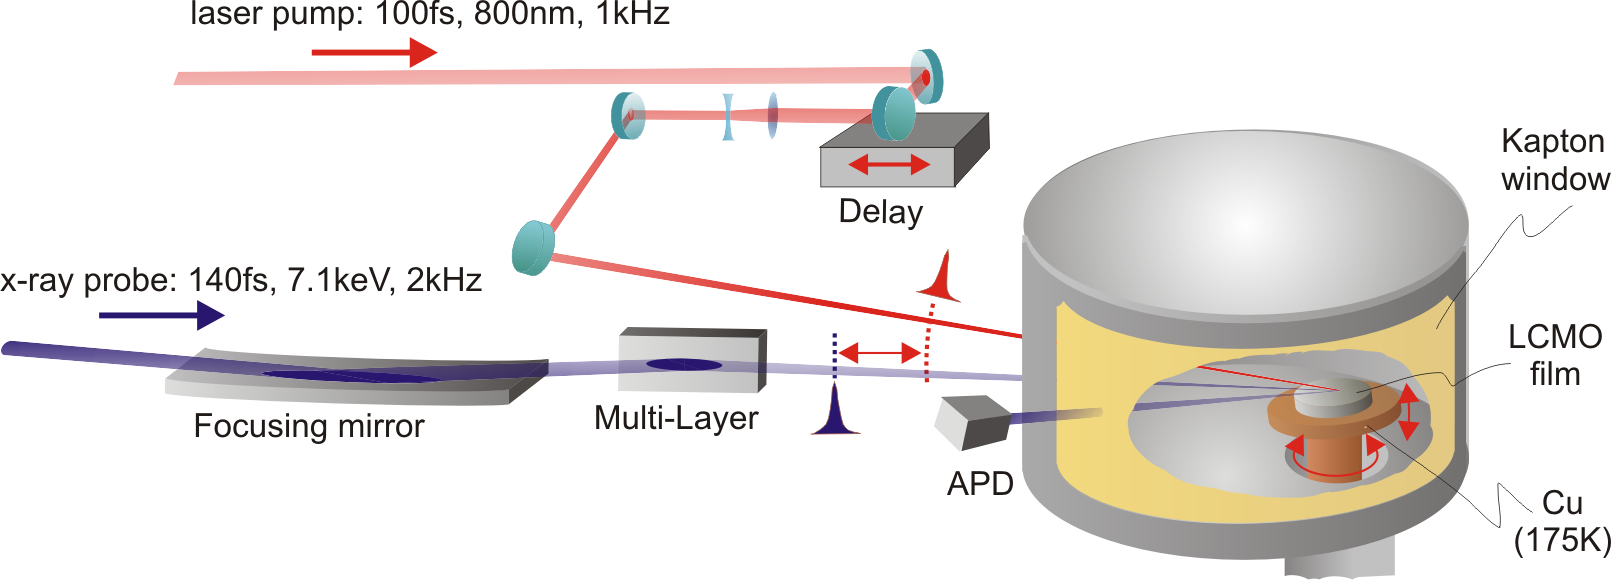 laser pump: 100fs, 800nm, 1kHz
Kapton
window
Delay
x-ray probe: 140fs, 7.1keV, 2kHz
LCMO
film
Focusing mirror
Multi-Layer
APD
Cu
(175K)